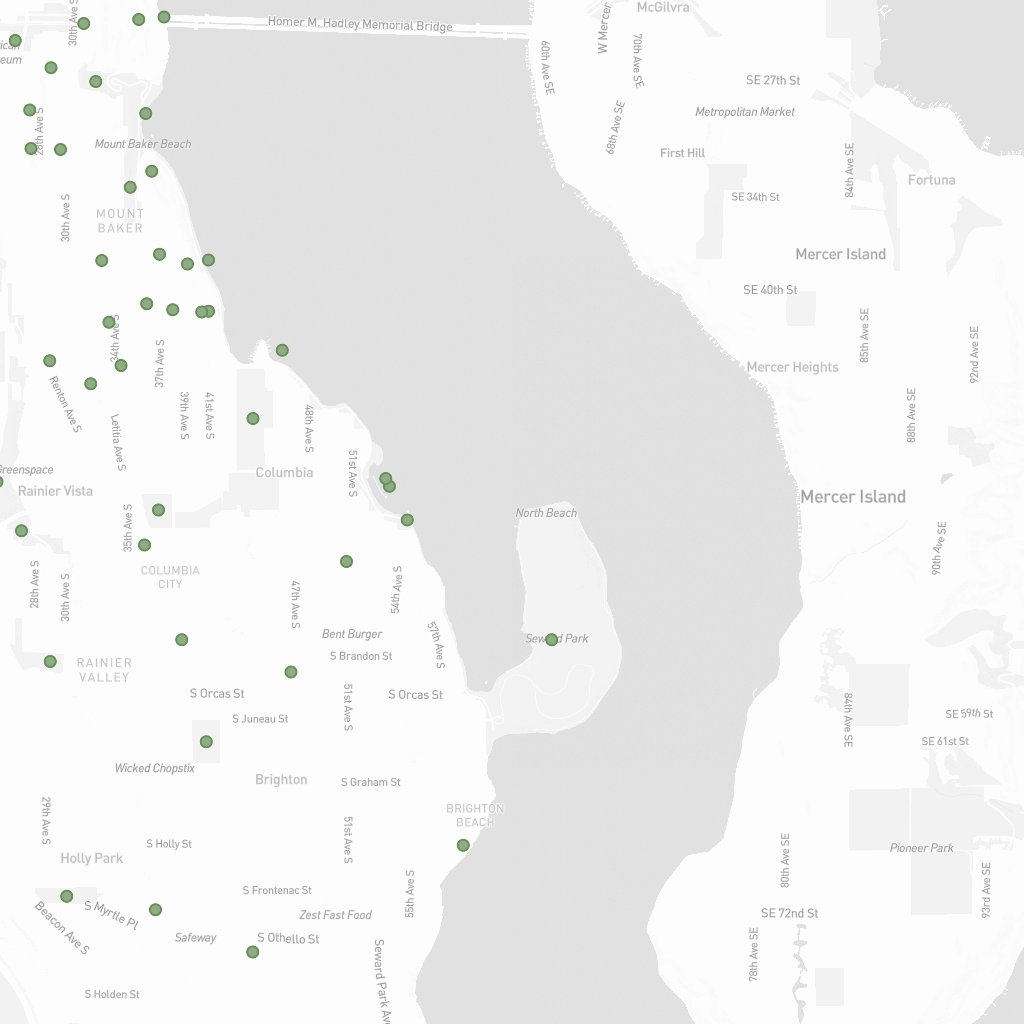 30th Ave S
Homer M. Hadley Memorial Bridge
60th Ave SE
W Mercer
70th Ave SE
McGilvra
ican
eum
SE 27th St
Metropolitan Market
68th Ave SE
28th Ave S
Mount Baker Beach
First Hill
84th Ave SE
Fortuna
30th Ave S
MOUNT
BAKER
SE 34th St
Mercer Island
SE 40th St
34th Ave S
37th Ave S
85th Ave SE
92nd Ave SE
Mercer Heights
Renton Ave S
Letitia Ave S
39th Ave S
41st Ave S
48th Ave S
88th Ave SE
Greenspace
Rainier Vista
Columbia
51st Ave S
Mercer Island
35th Ave S
North Beach
90th Ave SE
28th Ave S
30th Ave S
COLUMBIA
CITY
47th Ave S
54th Ave S
57th Ave S
Bent Burger
Seward Park
S Brandon St
RAINIER
VALLEY
S Orcas St
51st Ave S
S Orcas St
S Juneau St
84th Ave SE
SE 59th St
SE 61st St
Wicked Chopstix
Brighton
S Graham St
BRIGHTON
BEACH
29th Ave S
S Holly St
51st Ave S
80th Ave SE
Pioneer Park
Holly Park
S Frontenac St
55th Ave S
93rd Ave SE
Beacon Ave S
S Myrtle Pl
Zest Fast Food
SE 72nd St
Safeway
S Othello St
78th Ave SE
Seward Park Ave
S Holden St